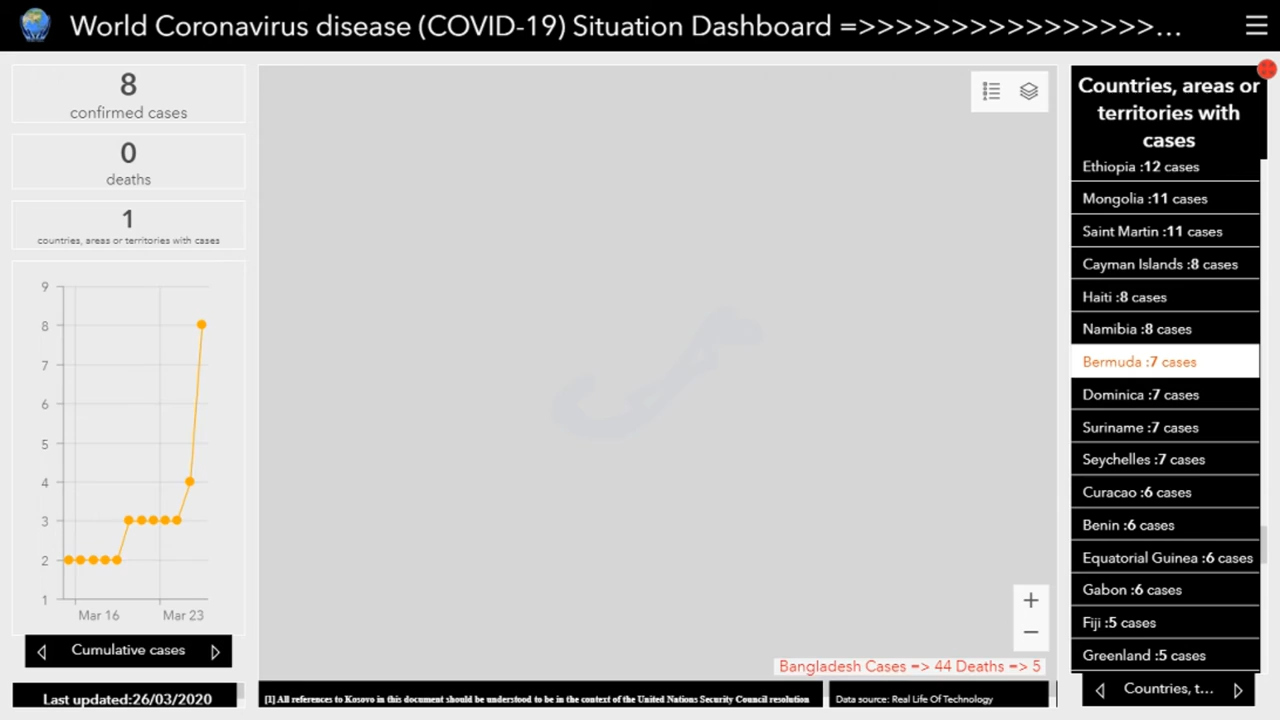 World Coronavirus disease (COVID-19) Situation Dashboard =>>>>>>>>>>>>>>>>>…
8
confirmed cases
0
deaths
1
countries, areas or territories with cases
9
8
7
6
5
4
3
2
1
Mar 16 Mar 23
Cumulative cases
Last updated:26/03/2020
[1] All references to Kosovo in this document should be understood to be in the context of the United Nations Security Council resolution
Bangladesh Cases => 44 Deaths => 5
Data source: Real Life Of Technology
Countries, areas or
territories with
cases
Ethiopia :12 cases
Mongolia :11 cases
Saint Martin :11 cases
Cayman Islands :8 cases
Haiti :8 cases
Namibia :8 cases
Bermuda :7 cases
Dominica :7 cases
Suriname :7 cases
Seychelles :7 cases
Curacao :6 cases
Benin :6 cases
Equatorial Guinea :6 cases
Gabon :6 cases
Fiji :5 cases
Greenland :5 cases
Countries, t...